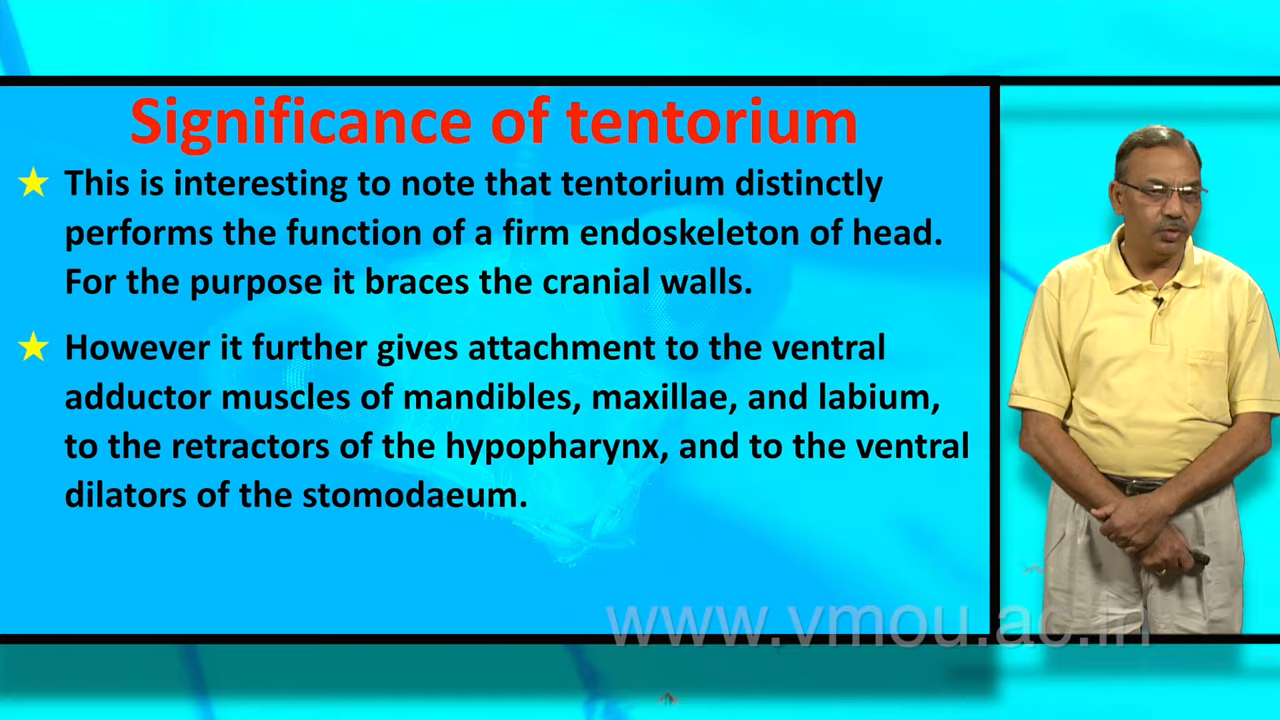 Significance of tentorium
This is interesting to note that tentorium distinctly
performs the function of a firm endoskeleton of head.
For the purpose it braces the cranial walls.
However it further gives attachment to the ventral
adductor muscles of mandibles, maxillae, and labium,
to the retractors of the hypopharynx, and to the ventral
dilators of the stomodaeum.
www.vmou.ac.in